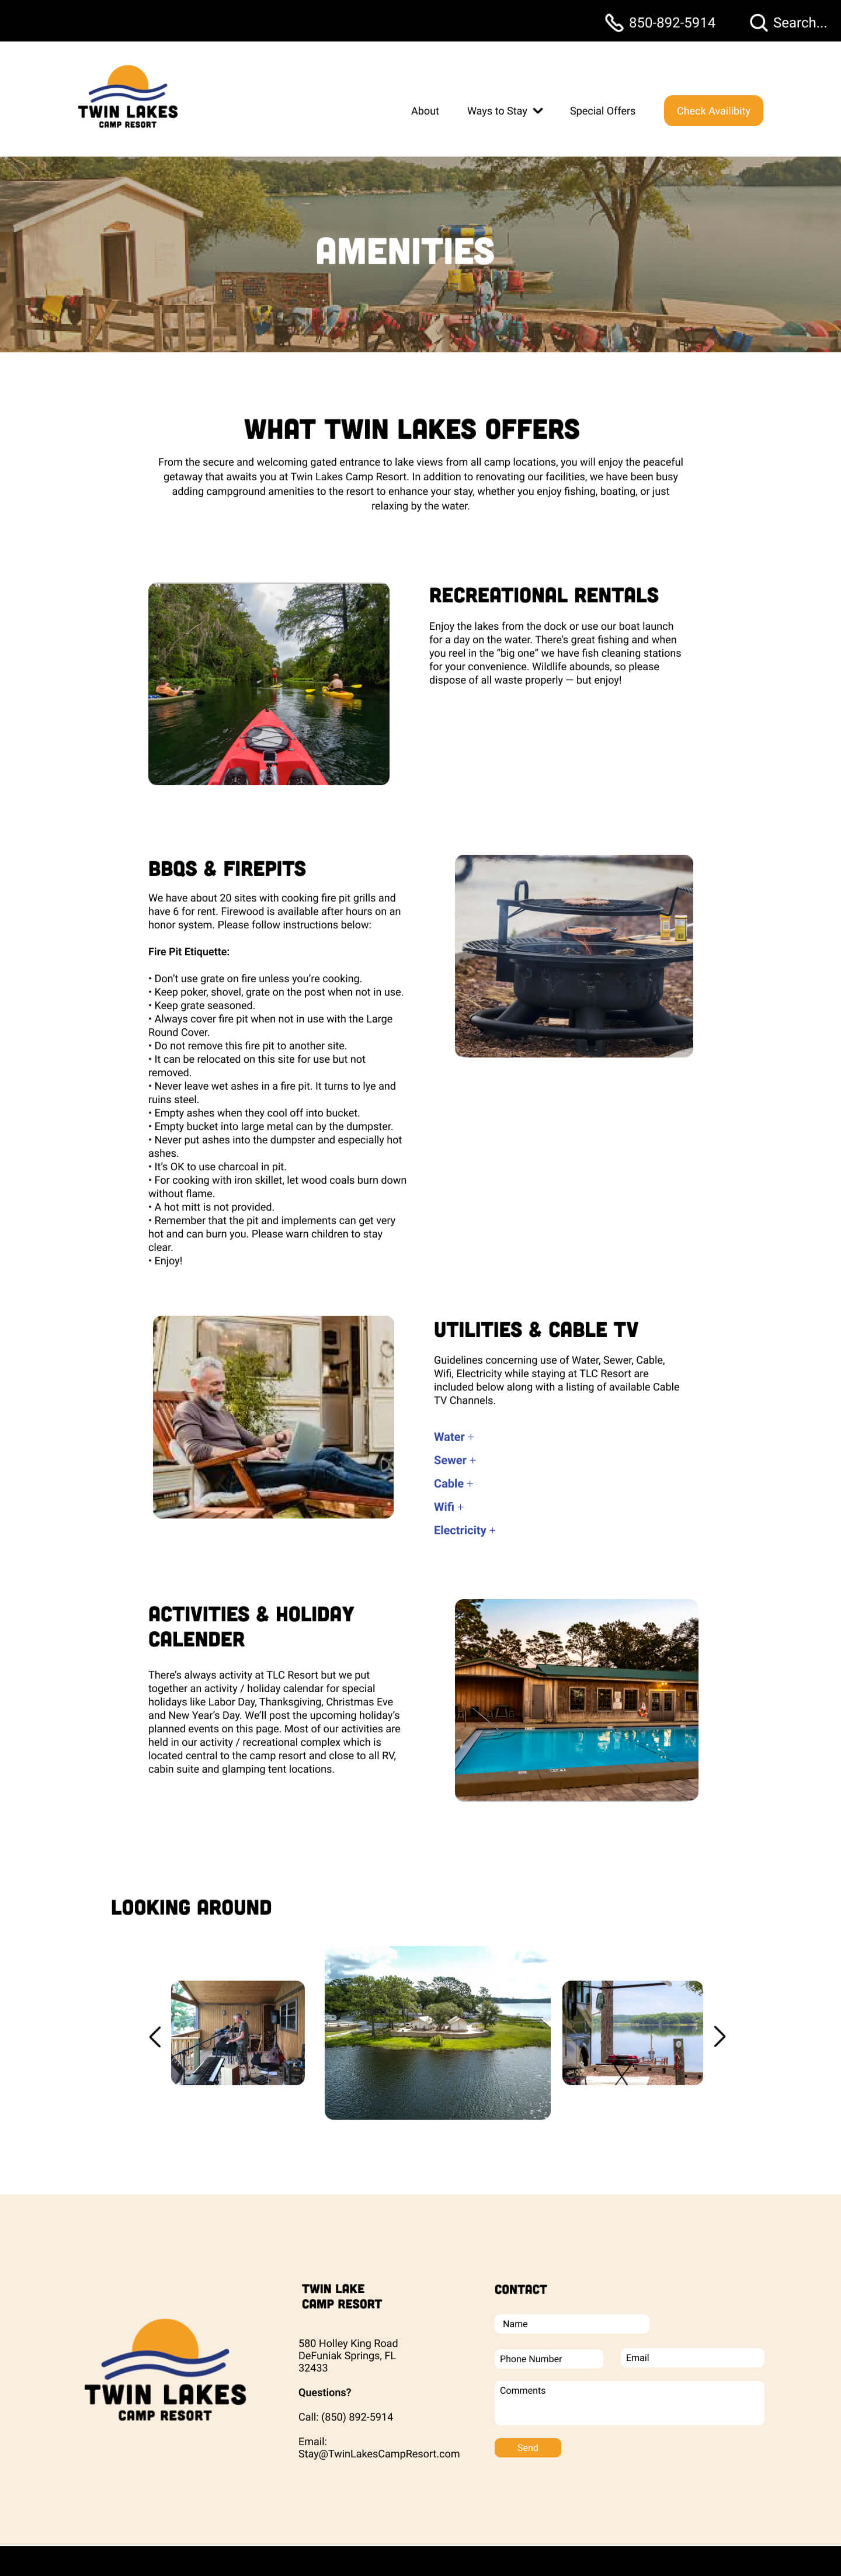 850-892-5914
Search...
TWIN LAKES
CAMP RESORT
About
Ways to Stay
Special Offers
Check Availibity
AMENITIES
WHAT TWIN LAKES OFFERS
From the secure and welcoming gated entrance to lake views from all camp locations, you will enjoy the peaceful
getaway that awaits you at Twin Lakes Camp Resort. In addition to renovating our facilities, we have been busy
adding campground amenities to the resort to enhance your stay, whether you enjoy fishing, boating, or just
relaxing by the water.
RECREATIONAL RENTALS
Enjoy the lakes from the dock or use our boat launch
for a day on the water. There’s great fishing and when
you reel in the “big one” we have fish cleaning stations
for your convenience. Wildlife abounds, so please
dispose of all waste properly — but enjoy!
BBQS & FIREPITS
We have about 20 sites with cooking fire pit grills and
have 6 for rent. Firewood is available after hours on an
honor system. Please follow instructions below:
Fire Pit Etiquette:
• Don’t use grate on fire unless you’re cooking.
• Keep poker, shovel, grate on the post when not in use.
• Keep grate seasoned.
• Always cover fire pit when not in use with the Large
Round Cover.
• Do not remove this fire pit to another site.
• It can be relocated on this site for use but not
removed.
• Never leave wet ashes in a fire pit. It turns to lye and
ruins steel.
• Empty ashes when they cool off into bucket.
• Empty bucket into large metal can by the dumpster.
• Never put ashes into the dumpster and especially hot
ashes.
• It’s OK to use charcoal in pit.
• For cooking with iron skillet, let wood coals burn down
without flame.
• A hot mitt is not provided.
• Remember that the pit and implements can get very
hot and can burn you. Please warn children to stay
clear.
• Enjoy!
UTILITIES & CABLE TV
Guidelines concerning use of Water, Sewer, Cable,
Wifi, Electricity while staying at TLC Resort are
included below along with a listing of available Cable
TV Channels.
Water +
Sewer +
Cable +
Wifi +
Electricity +
ACTIVITIES & HOLIDAY
CALENDER
There’s always activity at TLC Resort but we put
together an activity / holiday calendar for special
holidays like Labor Day, Thanksgiving, Christmas Eve
and New Year’s Day. We’ll post the upcoming holiday’s
planned events on this page. Most of our activities are
held in our activity / recreational complex which is
located central to the camp resort and close to all RV,
cabin suite and glamping tent locations.
LOOKING AROUND
TWIN LAKES
CAMP RESORT
TWIN LAKE
CAMP RESORT
580 Holley King Road
DeFuniak Springs, FL
32433
Questions?
Call: (850) 892-5914
Email:
Stay@TwinLakesCampResort.com
CONTACT
Name
Phone Number
Email
Comments
Send